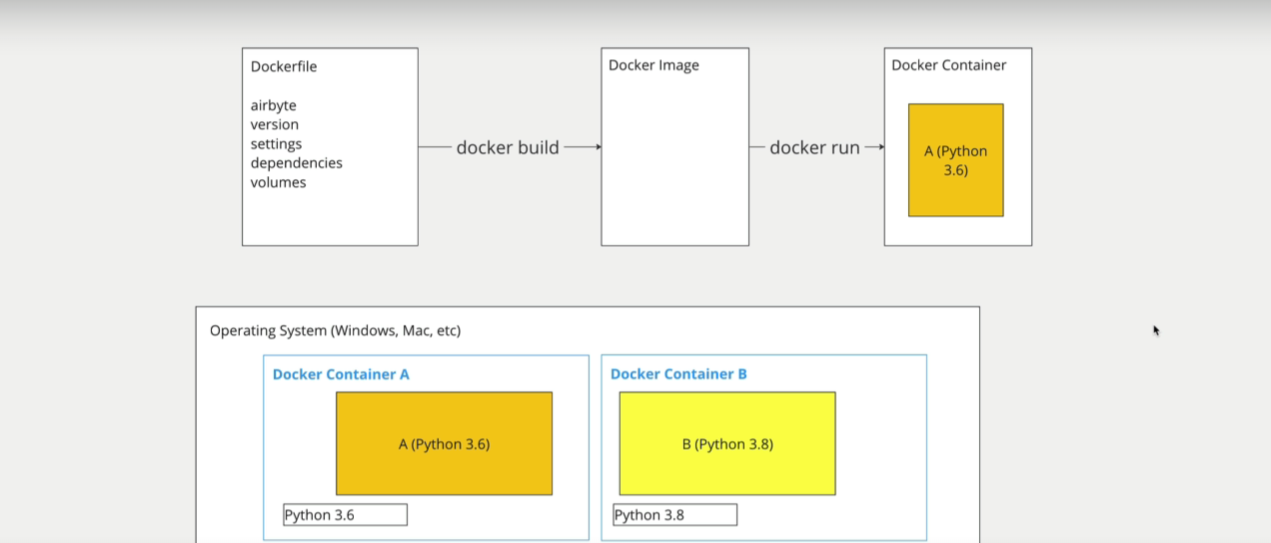 Dockerfile
airbyte
version
settings
dependencies
volumes
docker build
Docker Image
docker run
Docker Container
A (Python
3.6)
Operating System (Windows, Mac, etc)
Docker Container A
A (Python 3.6)
Python 3.6
Docker Container B
B (Python 3.8)
Python 3.8